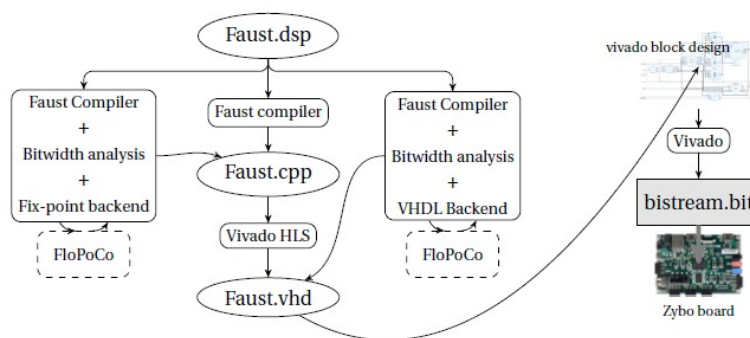 Faust.dsp
vivado block design
Faust Compiler
+
Bitwidth analysis
+
Fix-point backend
FloPoCo
Faust compiler
Faust.cpp
Vivado HLS
Faust.vhd
Faust Compiler
+
Bitwidth analysis
+
VHDL Backend
FloPoCo
Vivado
bistream.bit
Zybo board